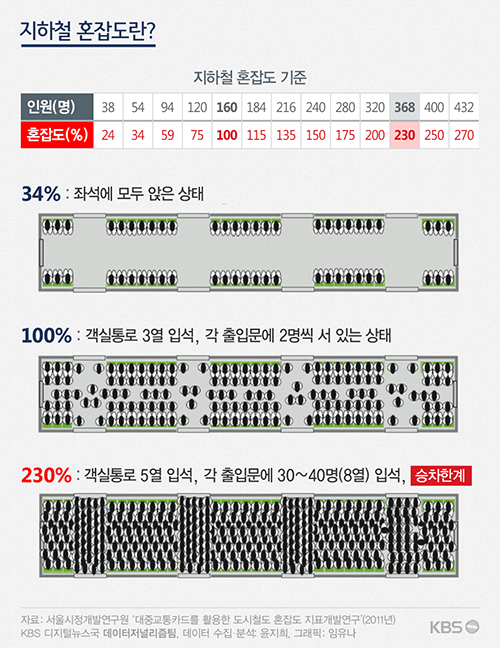 지하철 혼잡도란?
지하철 혼잡도 기준
인원(명) 38 54 94 120 160 184 216 240 280 320 368 400 432
혼잡도(%) 24 34 59 75 100 115 135 150 175 200 230 250 270
34% : 좌석에 모두 앉은 상태
100% : 객실통로 3열 입석, 각 출입문에 2명씩 서 있는 상태
230% : 객실통로 5열 입석, 각 출입문에 30~40명(8열) 입석, 승차한계
자료: 서울시정개발연구원 '대중교통카드를 활용한 도시철도 혼잡도 지표개발연구'(2011년)
KBS 디지털뉴스국 데이터저널리즘팀, 데이터 수집·분석: 윤지희, 그래픽: 임유나
KBS